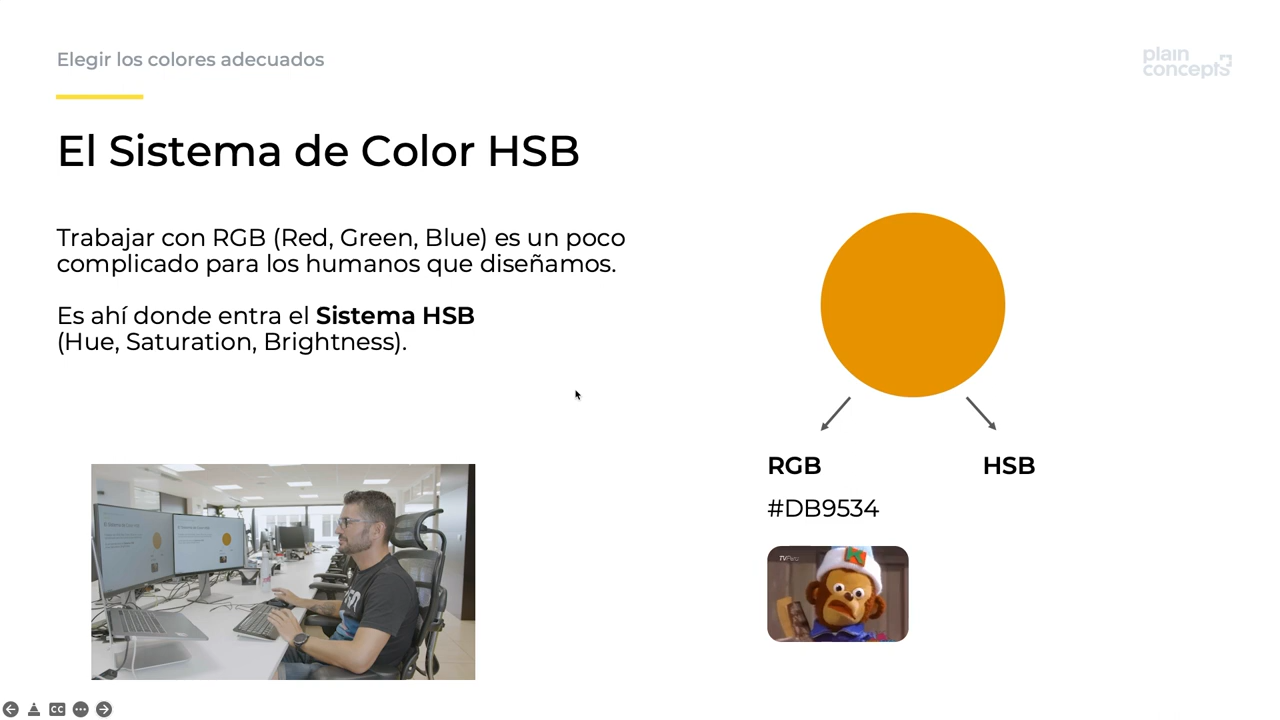 Elegir los colores adecuados
plain
concepts
El Sistema de Color HSB
Trabajar con RGB (Red, Green, Blue) es un poco
complicado para los humanos que diseñamos.
Es ahí donde entra el Sistema HSB
(Hue, Saturation, Brightness).
RGB
HSB
#DB9534
TVPerú
CC